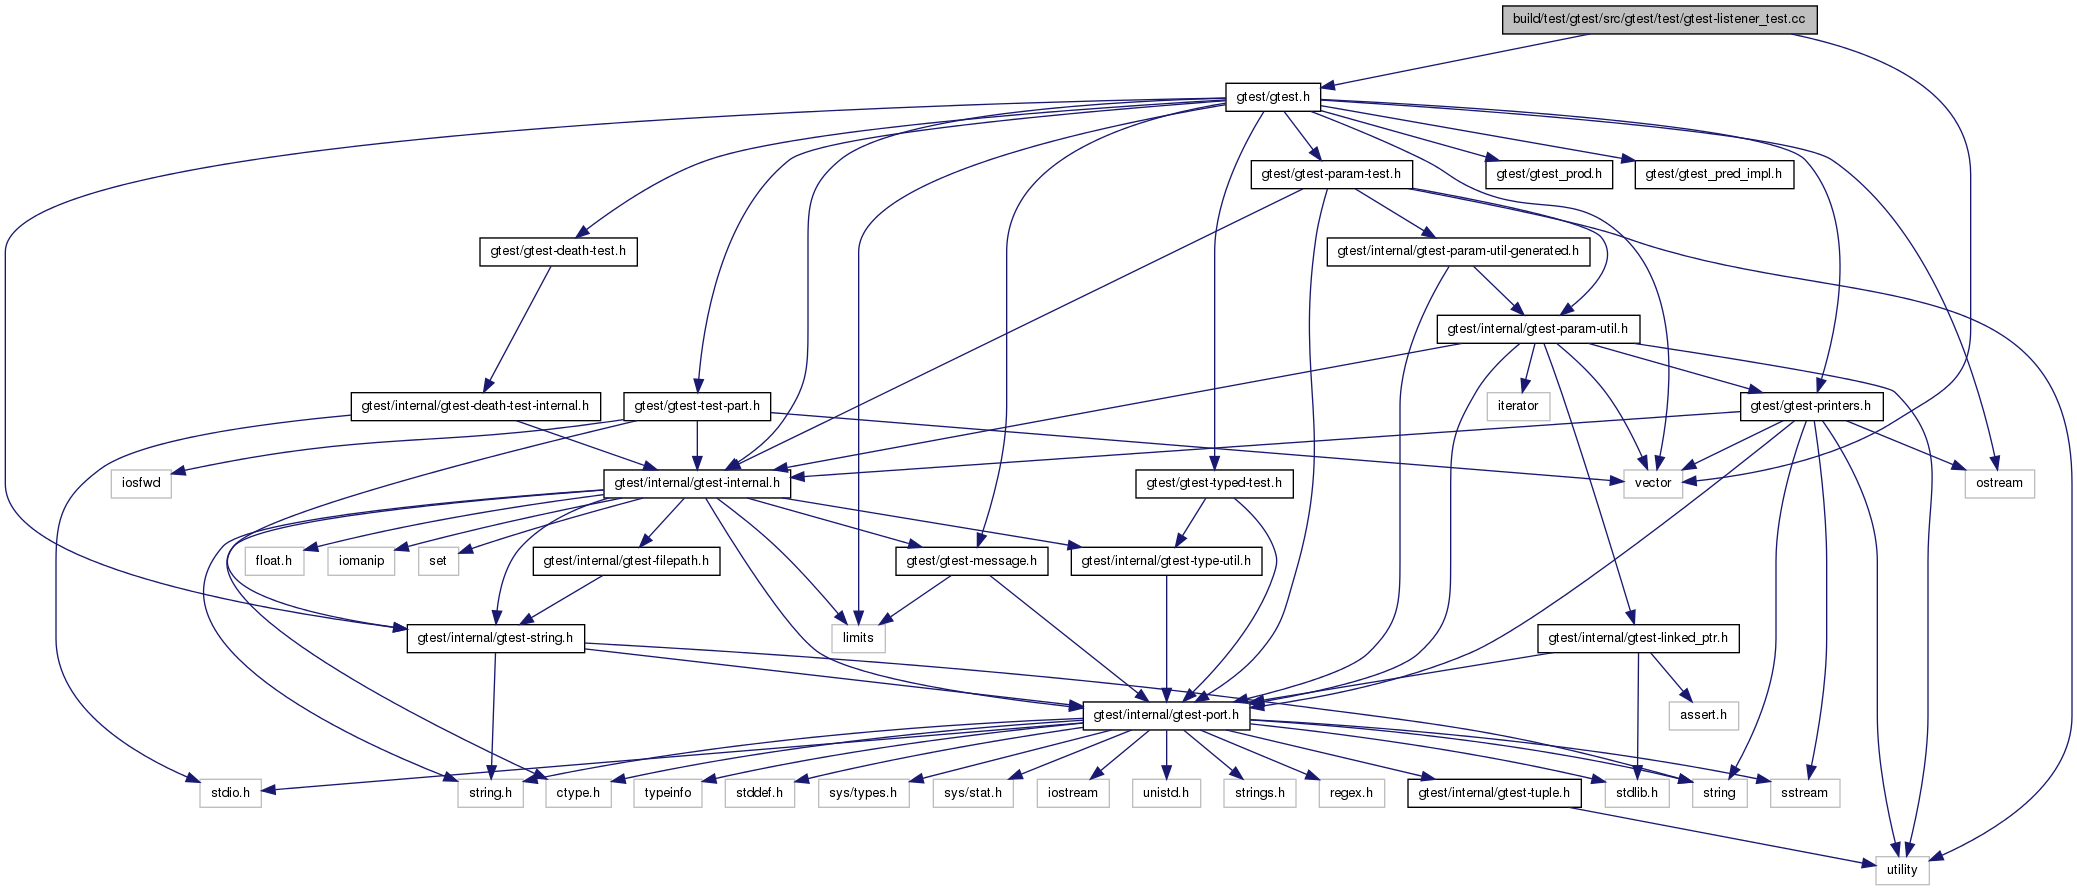 build/test/gtest/src/gtest/test/gtest-listener_test.cc
gtest/gtest.h
gtest/gtest-param-test.h
gtest/gtest_prod.h
gtest/gtest_pred_impl.h
gtest/gtest-death-test.h
gtest/internal/gtest-param-util-generated.h
gtest/internal/gtest-param-util.h
gtest/internal/gtest-death-test-internal.h
gtest/gtest-test-part.h
iterator
gtest/gtest-printers.h
iosfwd
gtest/internal/gtest-internal.h
gtest/gtest-typed-test.h
vector
ostream
float.h
iomanip
set
gtest/internal/gtest-filepath.h
gtest/gtest-message.h
gtest/internal/gtest-type-util.h
gtest/internal/gtest-string.h
limits
gtest/internal/gtest-linked_ptr.h
gtest/internal/gtest-port.h
assert.h
stdio.h
string.h
ctype.h
typeinfo
stddef.h
sys/types.h
sys/stat.h
iostream
unistd.h
strings.h
regex.h
gtest/internal/gtest-tuple.h
stdlib.h
string
sstream
utility